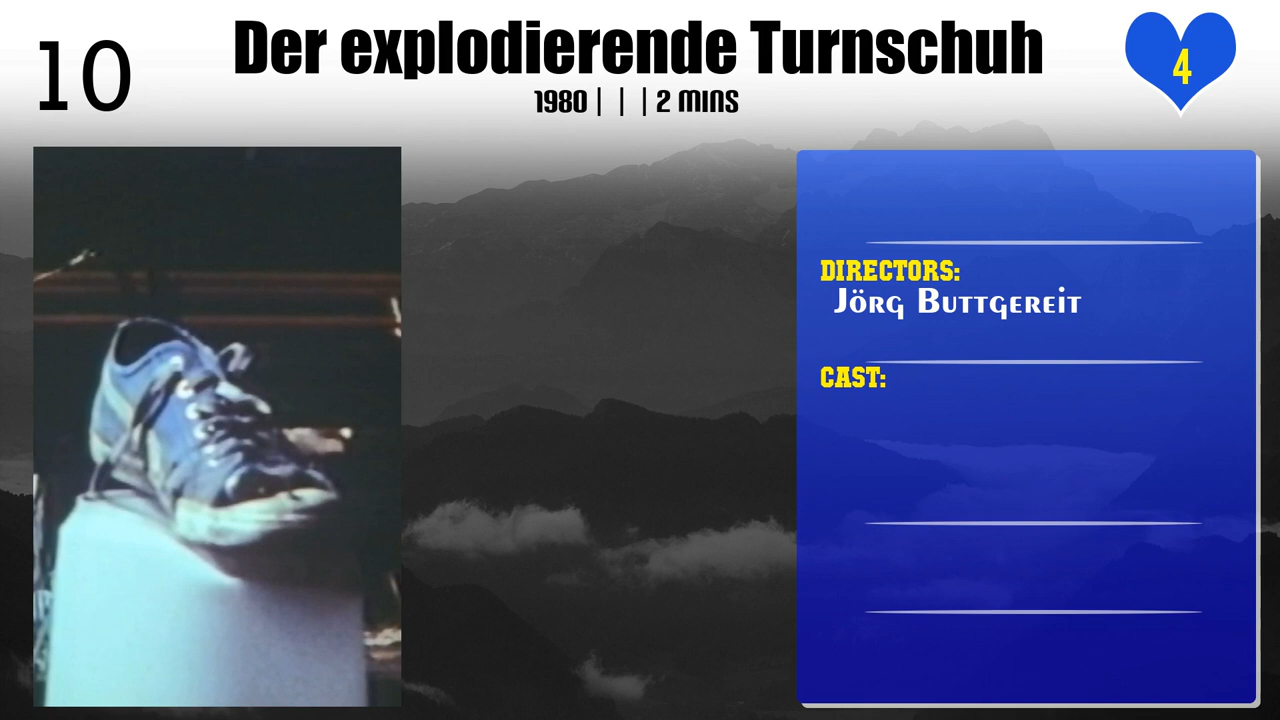 10
Der explodierende Turnschuh
1980 | | | 2 mins
4
DIRECTORS:
Jörg Buttgereit
CAST: